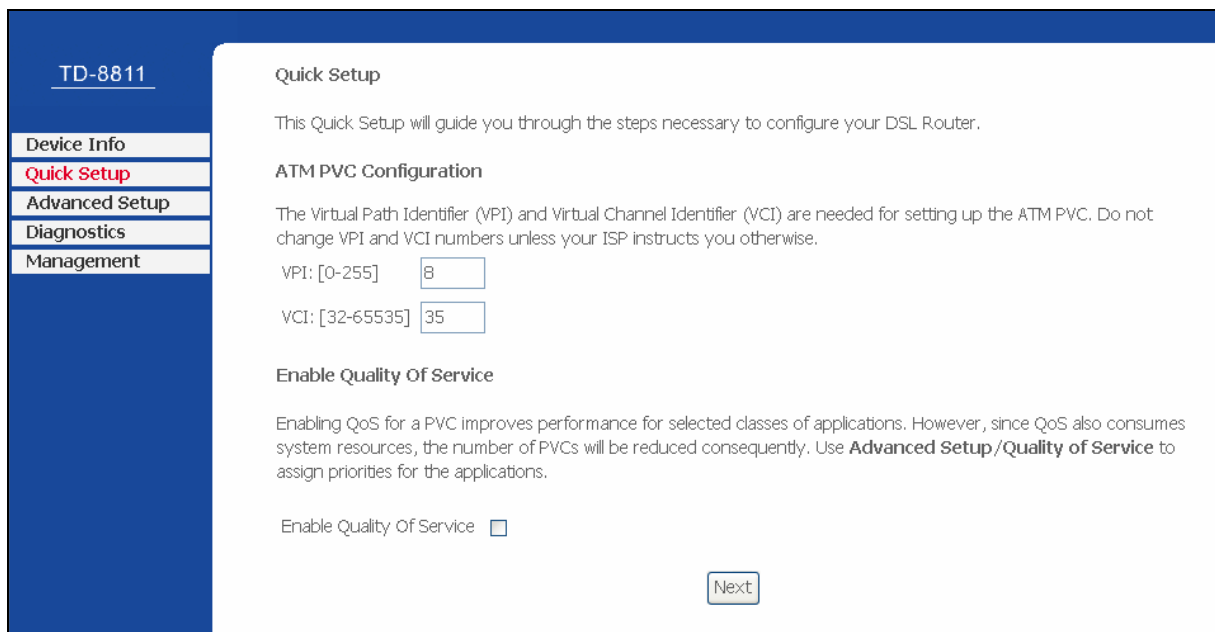 TD-8811
Device Info
Quick Setup
Advanced Setup
Diagnostics
Management
Quick Setup
This Quick Setup will guide you through the steps necessary to configure your DSL Router.
ATM PVC Configuration
The Virtual Path Identifier (VPI) and Virtual Channel Identifier (VCI) are needed for setting up the ATM PVC. Do not
change VPI and VCI numbers unless your ISP instructs you otherwise.
VPI: [0-255] 8
VCI: [32-65535] 35
Enable Quality Of Service
Enabling QoS for a PVC improves performance for selected classes of applications. However, since QoS also consumes
system resources, the number of PVCs will be reduced consequently. Use Advanced Setup/Quality of Service to
assign priorities for the applications.
Enable Quality Of Service
Next